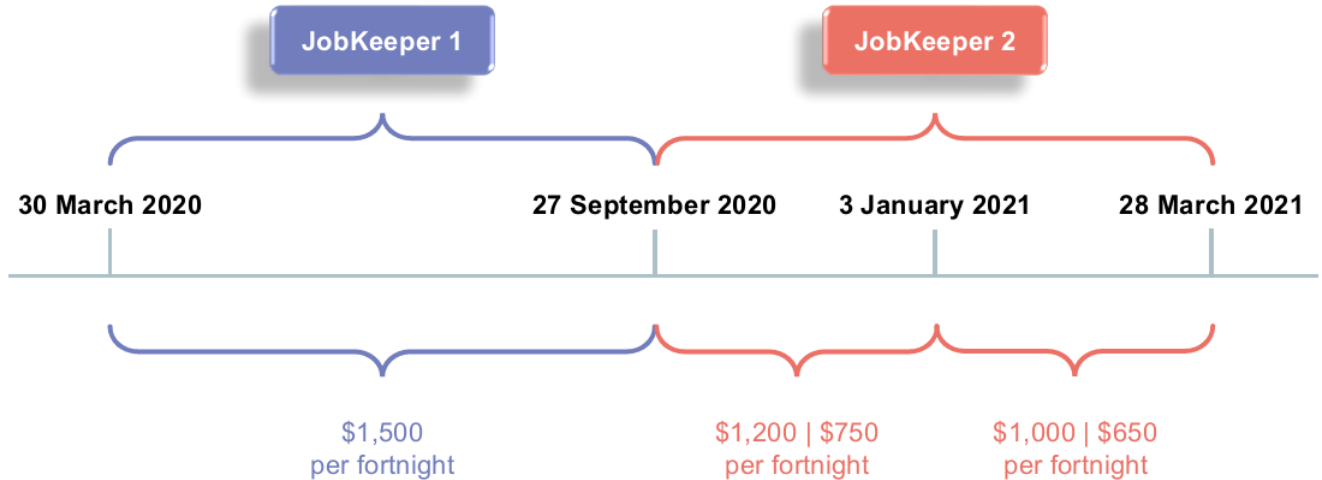 JobKeeper 1
JobKeeper 2
30 March 2020
27 September 2020
3 January 2021
28 March 2021
$1,500
per fortnight
$1,200 | $750
per fortnight
$1,000 | $650
per fortnight